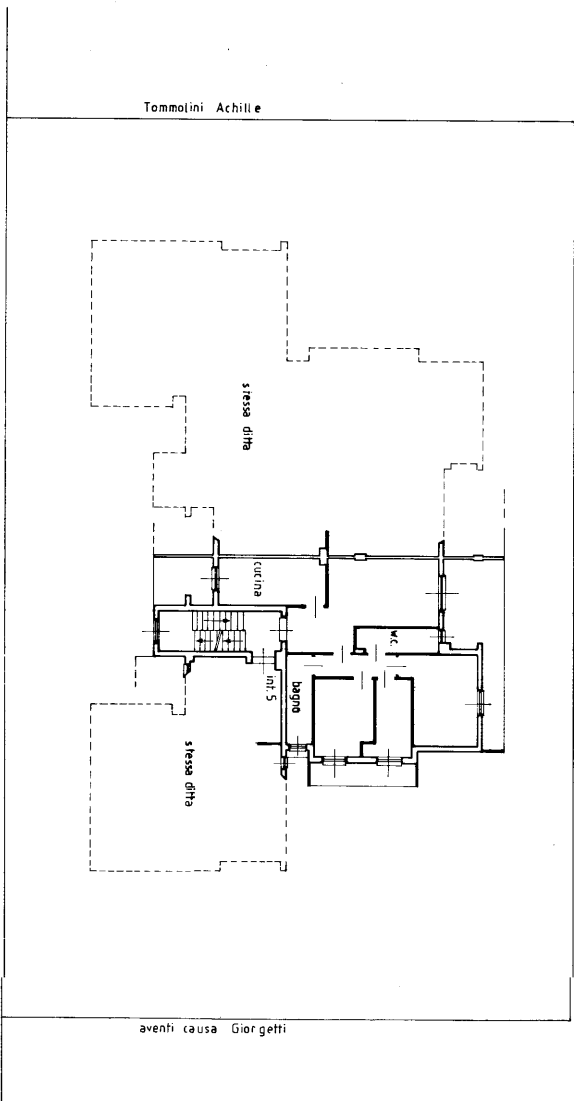 Tommolini Achille
stessa ditta
cucina
w.c.
int. 5
bagno
stessa ditta
aventi causa Giorgetti